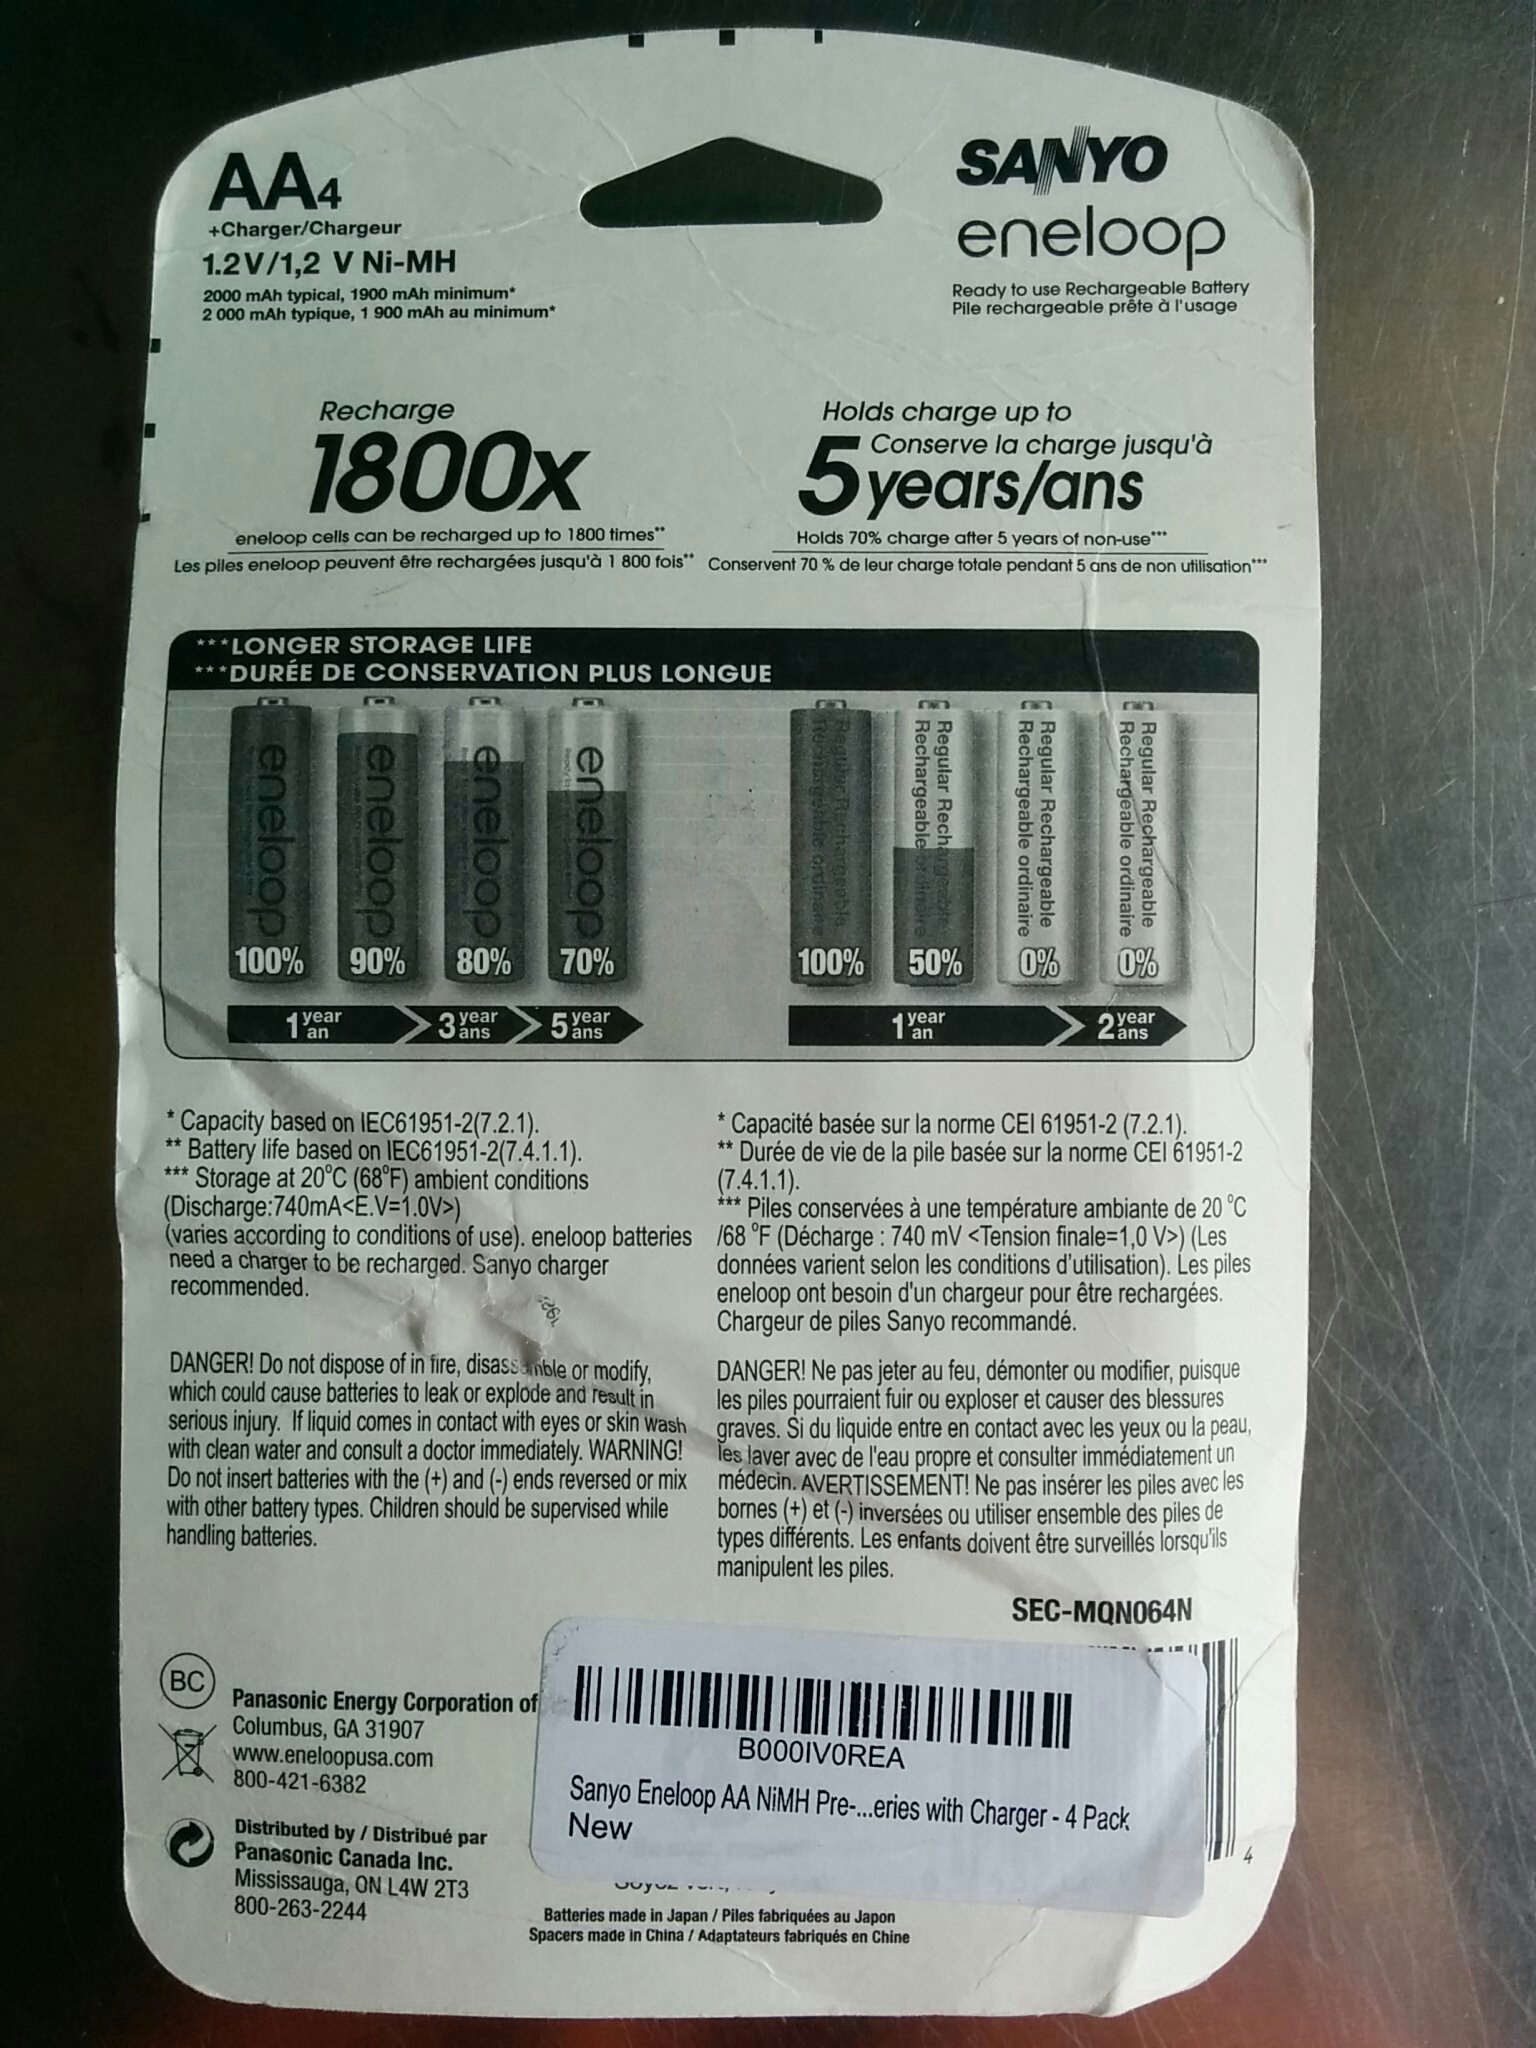 AA4
+Charger/Chargeur
1.2V/1,2 V Ni-MH
2000 mAh typical, 1900 mAh minimum*
2 000 mAh typique, 1 900 mAh au minimum*
SANYO
eneloop
Ready to use Rechargeable Battery
Pile rechargeable prête à l'usage
Recharge
1800x
eneloop cells can be recharged up to 1800 times**
Les piles eneloop peuvent être rechargées jusqu'à 1 800 fois**
Holds charge up to
Conserve la charge jusqu'à
5 years/ans
Holds 70% charge after 5 years of non-use***
Conservent 70 % de leur charge totale pendant 5 ans de non utilisation***
***LONGER STORAGE LIFE
***DURÉE DE CONSERVATION PLUS LONGUE
eneloop
eneloop
eneloop
eneloop
100% 90% 80% 70%
1 year an 3 year ans 5 year ans
Regular Rechargeable
Rechargeable ordinaire
Regular Rechargeable
Rechargeable ordinaire
Regular Rechargeable
Rechargeable ordinaire
Regular Rechargeable
Rechargeable ordinaire
100% 50% 0% 0%
1 year an 2 year ans
* Capacity based on IEC61951-2(7.2.1).
** Battery life based on IEC61951-2(7.4.1.1).
*** Storage at 20°C (68°F) ambient conditions
(Discharge:740mA<E.V=1.0V>)
(varies according to conditions of use). eneloop batteries
need a charger to be recharged. Sanyo charger
recommended.
DANGER! Do not dispose of in fire, disassemble or modify,
which could cause batteries to leak or explode and result in
serious injury. If liquid comes in contact with eyes or skin wash
with clean water and consult a doctor immediately. WARNING!
Do not insert batteries with the (+) and (-) ends reversed or mix
with other battery types. Children should be supervised while
handling batteries.
* Capacité basée sur la norme CEI 61951-2 (7.2.1).
** Durée de vie de la pile basée sur la norme CEI 61951-2
(7.4.1.1).
*** Piles conservées à une température ambiante de 20 °C
/68 °F (Décharge : 740 mV <Tension finale=1,0 V>) (Les
données varient selon les conditions d'utilisation). Les piles
eneloop ont besoin d'un chargeur pour être rechargées.
Chargeur de piles Sanyo recommandé.
DANGER! Ne pas jeter au feu, démonter ou modifier, puisque
les piles pourraient fuir ou exploser et causer des blessures
graves. Si du liquide entre en contact avec les yeux ou la peau,
les laver avec de l'eau propre et consulter immédiatement un
médecin. AVERTISSEMENT! Ne pas insérer les piles avec les
bornes (+) et (-) inversées ou utiliser ensemble des piles de
types différents. Les enfants doivent être surveillés lorsqu'ils
manipulent les piles.
SEC-MQN064N
BC
Panasonic Energy Corporation of
Columbus, GA 31907
www.eneloopusa.com
800-421-6382
Distributed by / Distribué par
Panasonic Canada Inc.
Mississauga, ON L4W 2T3
800-263-2244
B000IV0REA
Sanyo Eneloop AA NiMH Pre-...eries with Charger - 4 Pack
New
4
Batteries made in Japan / Piles fabriquées au Japon
Spacers made in China / Adaptateurs fabriqués en Chine